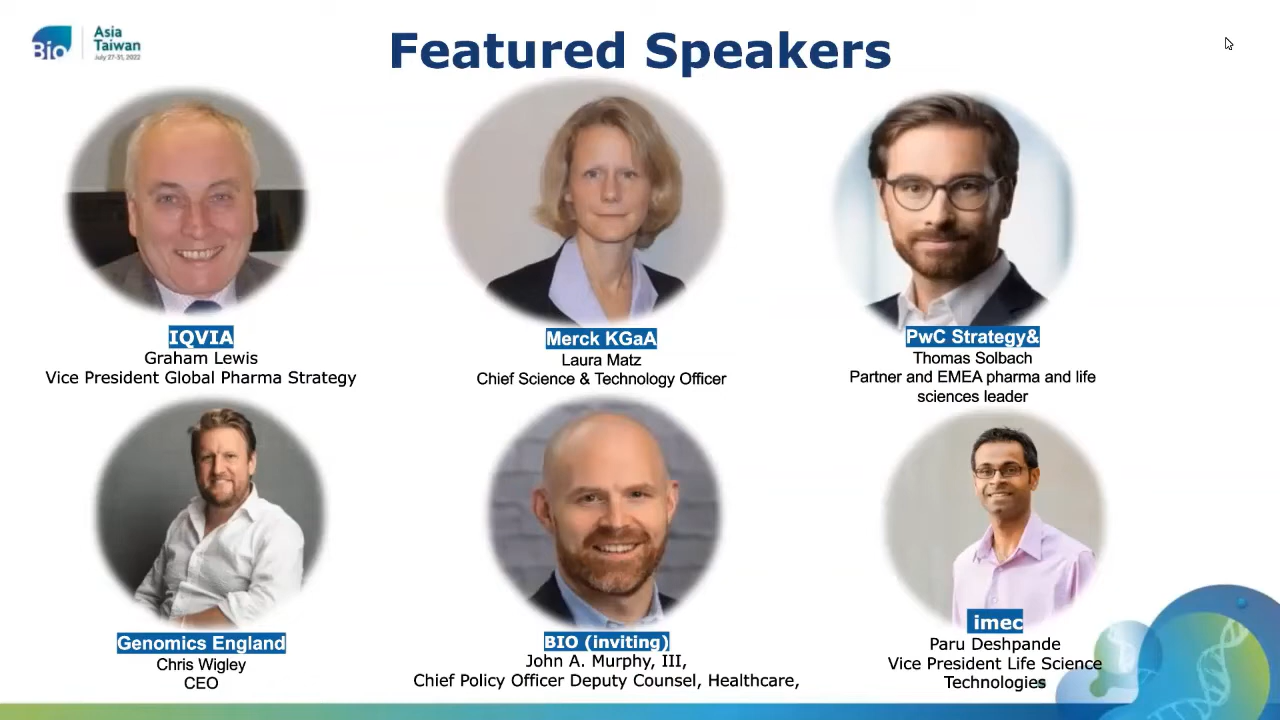 Bio
Asia
Taiwan
July 27-31, 2022
Featured Speakers
IQVIA
Graham Lewis
Vice President Global Pharma Strategy
Merck KGaA
Laura Matz
Chief Science & Technology Officer
PwC Strategy&
Thomas Solbach
Partner and EMEA pharma and life
sciences leader
Genomics England
Chris Wigley
CEO
BIO (inviting)
John A. Murphy, III,
Chief Policy Officer Deputy Counsel, Healthcare,
imec
Paru Deshpande
Vice President Life Science
Technologies